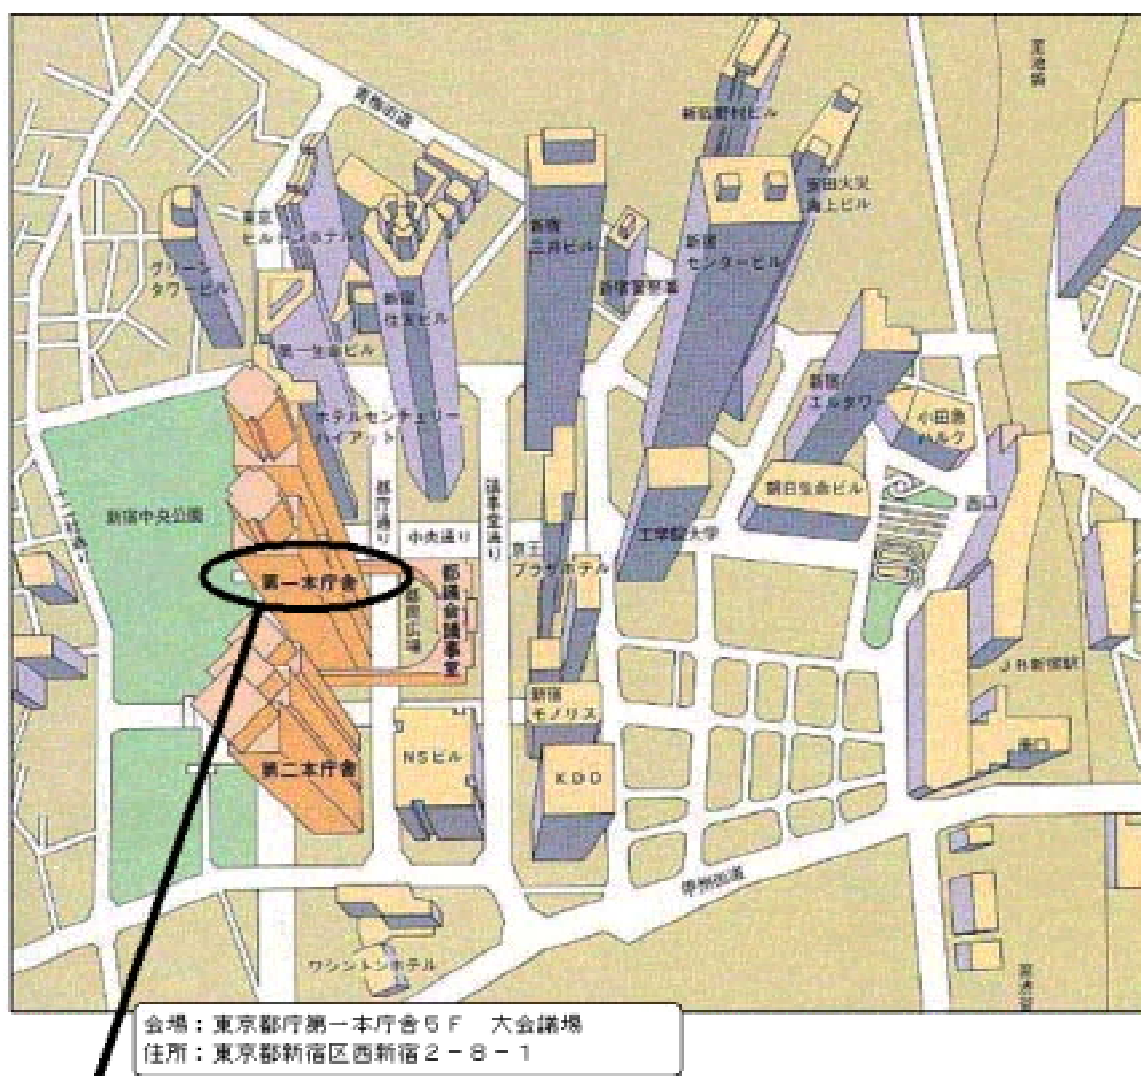 青梅街道
新宿野村ビル
安田火災
海上ビル
東京
ヒルトンホテル
グリーン
タワービル
新宿
三井ビル
新宿
センタービル
新宿警察署
新宿
住友ビル
第一生命ビル
ホテルセンチュリー
ハイアット
新宿
エルタワー
小田急
ハルク
朝日生命ビル
西口
新宿中央公園
都庁通り
議事堂通り
中央通り
京王
プラザホテル
工学院大学
第一本庁舎
都民広場
都議会議事堂
JR新宿駅
新宿
モノリス
南口
第二本庁舎
NSビル
KDD
甲州街道
ワシントンホテル
会場:東京都庁第一本庁舎5F 大会議場
住所:東京都新宿区西新宿2-8-1